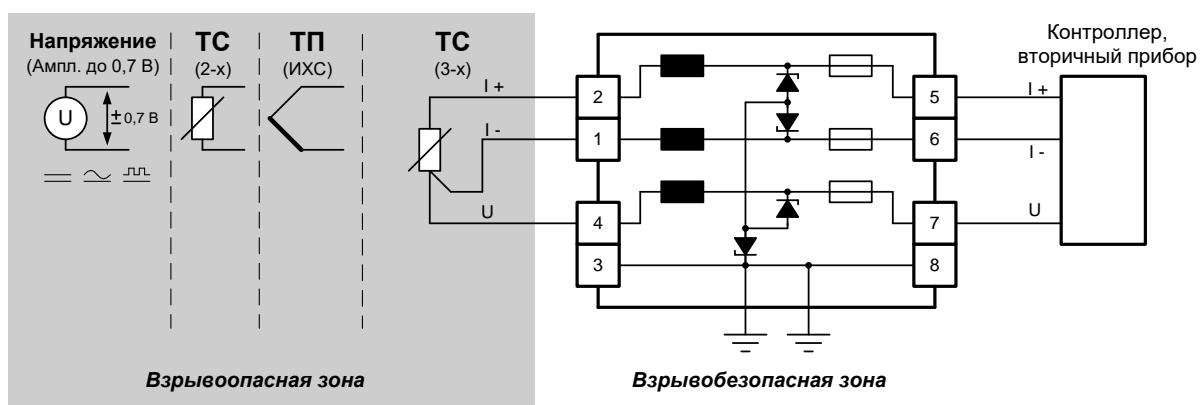 Напряжение
(Ампл. до 0,7 В)
U
± 0,7 В
ТС
(2-х)
ТП
(ИХС)
ТС
(3-х)
I +
I -
U
2
1
4
3
5
6
7
8
I +
I -
U
Контроллер,
вторичный прибор
Взрывоопасная зона
Взрывобезопасная зона